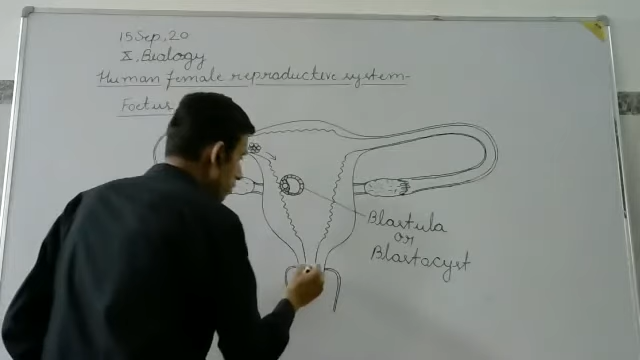 15 Sep, 20
X, Biology
Human female reproductive system-
Foetus
Blastula
or
Blastocyst